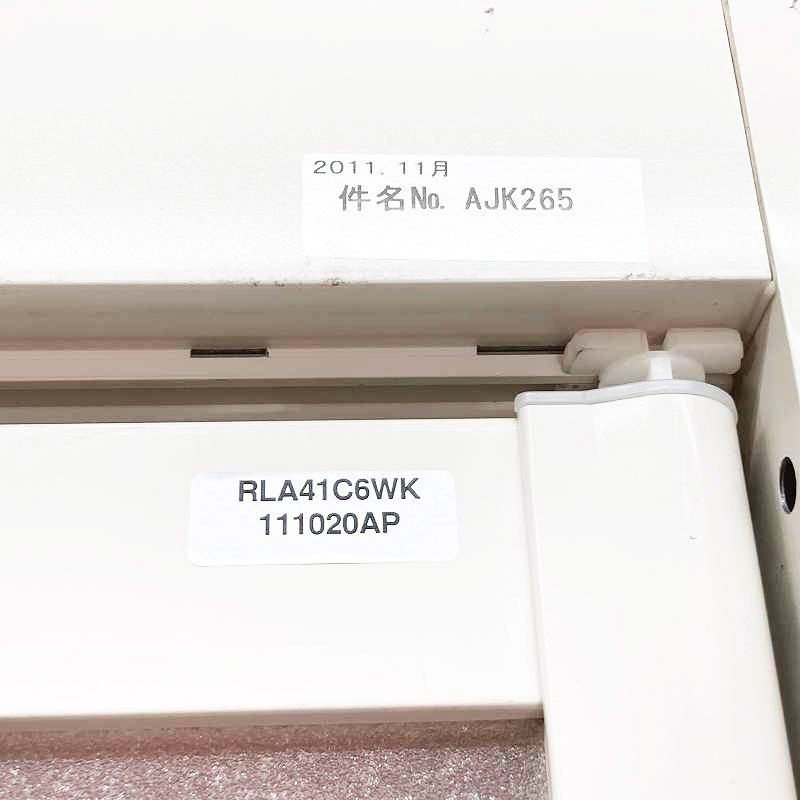 2011.11月
件名No. AJK265
RLA41C6WK
111020AP